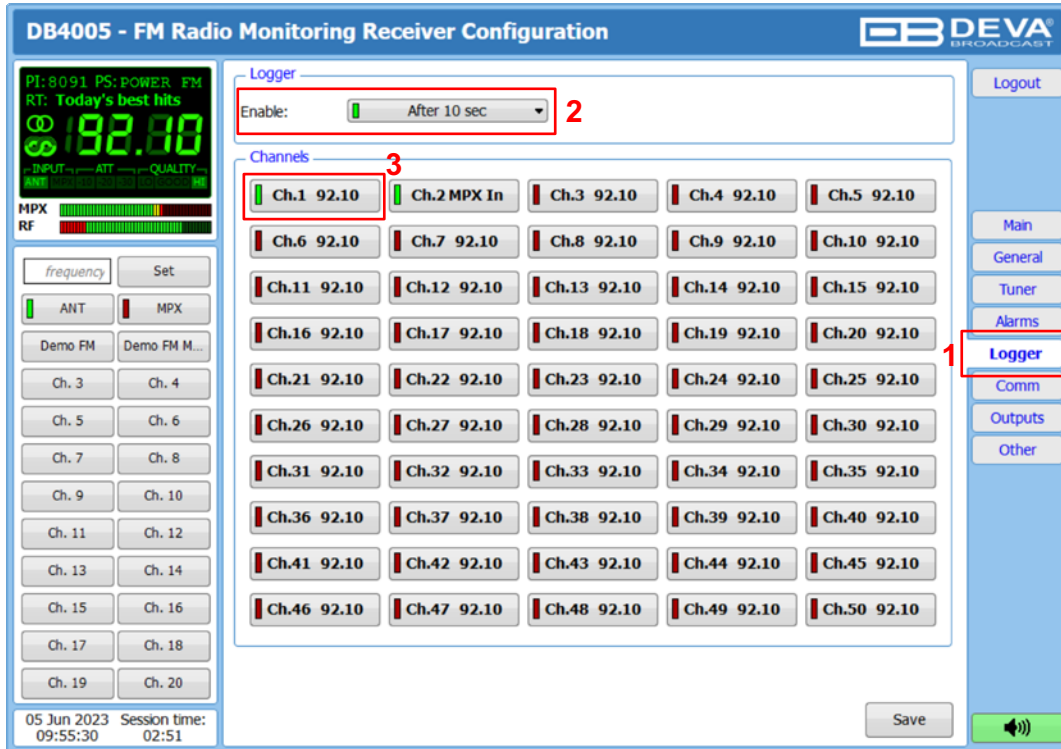 DB4005 - FM Radio Monitoring Receiver Configuration
DEVA
BROADCAST
PI:8091 PS:POWER FM
RT: Today's best hits
92.10
INPUT ATT QUALITY
ANT MPX -10 -20 -30 LO GOOD HI
MPX
RF
frequency Set
ANT MPX
Demo FM Demo FM M...
Ch. 3 Ch. 4
Ch. 5 Ch. 6
Ch. 7 Ch. 8
Ch. 9 Ch. 10
Ch. 11 Ch. 12
Ch. 13 Ch. 14
Ch. 15 Ch. 16
Ch. 17 Ch. 18
Ch. 19 Ch. 20
05 Jun 2023 Session time:
09:55:30 02:51
Logger
Enable: After 10 sec 2
Channels
3
Ch.1 92.10 Ch.2 MPX In Ch.3 92.10 Ch.4 92.10 Ch.5 92.10
Ch.6 92.10 Ch.7 92.10 Ch.8 92.10 Ch.9 92.10 Ch.10 92.10
Ch.11 92.10 Ch.12 92.10 Ch.13 92.10 Ch.14 92.10 Ch.15 92.10
Ch.16 92.10 Ch.17 92.10 Ch.18 92.10 Ch.19 92.10 Ch.20 92.10
Ch.21 92.10 Ch.22 92.10 Ch.23 92.10 Ch.24 92.10 Ch.25 92.10
Ch.26 92.10 Ch.27 92.10 Ch.28 92.10 Ch.29 92.10 Ch.30 92.10
Ch.31 92.10 Ch.32 92.10 Ch.33 92.10 Ch.34 92.10 Ch.35 92.10
Ch.36 92.10 Ch.37 92.10 Ch.38 92.10 Ch.39 92.10 Ch.40 92.10
Ch.41 92.10 Ch.42 92.10 Ch.43 92.10 Ch.44 92.10 Ch.45 92.10
Ch.46 92.10 Ch.47 92.10 Ch.48 92.10 Ch.49 92.10 Ch.50 92.10
Save
Logout
Main
General
Tuner
Alarms
1 Logger
Comm
Outputs
Other